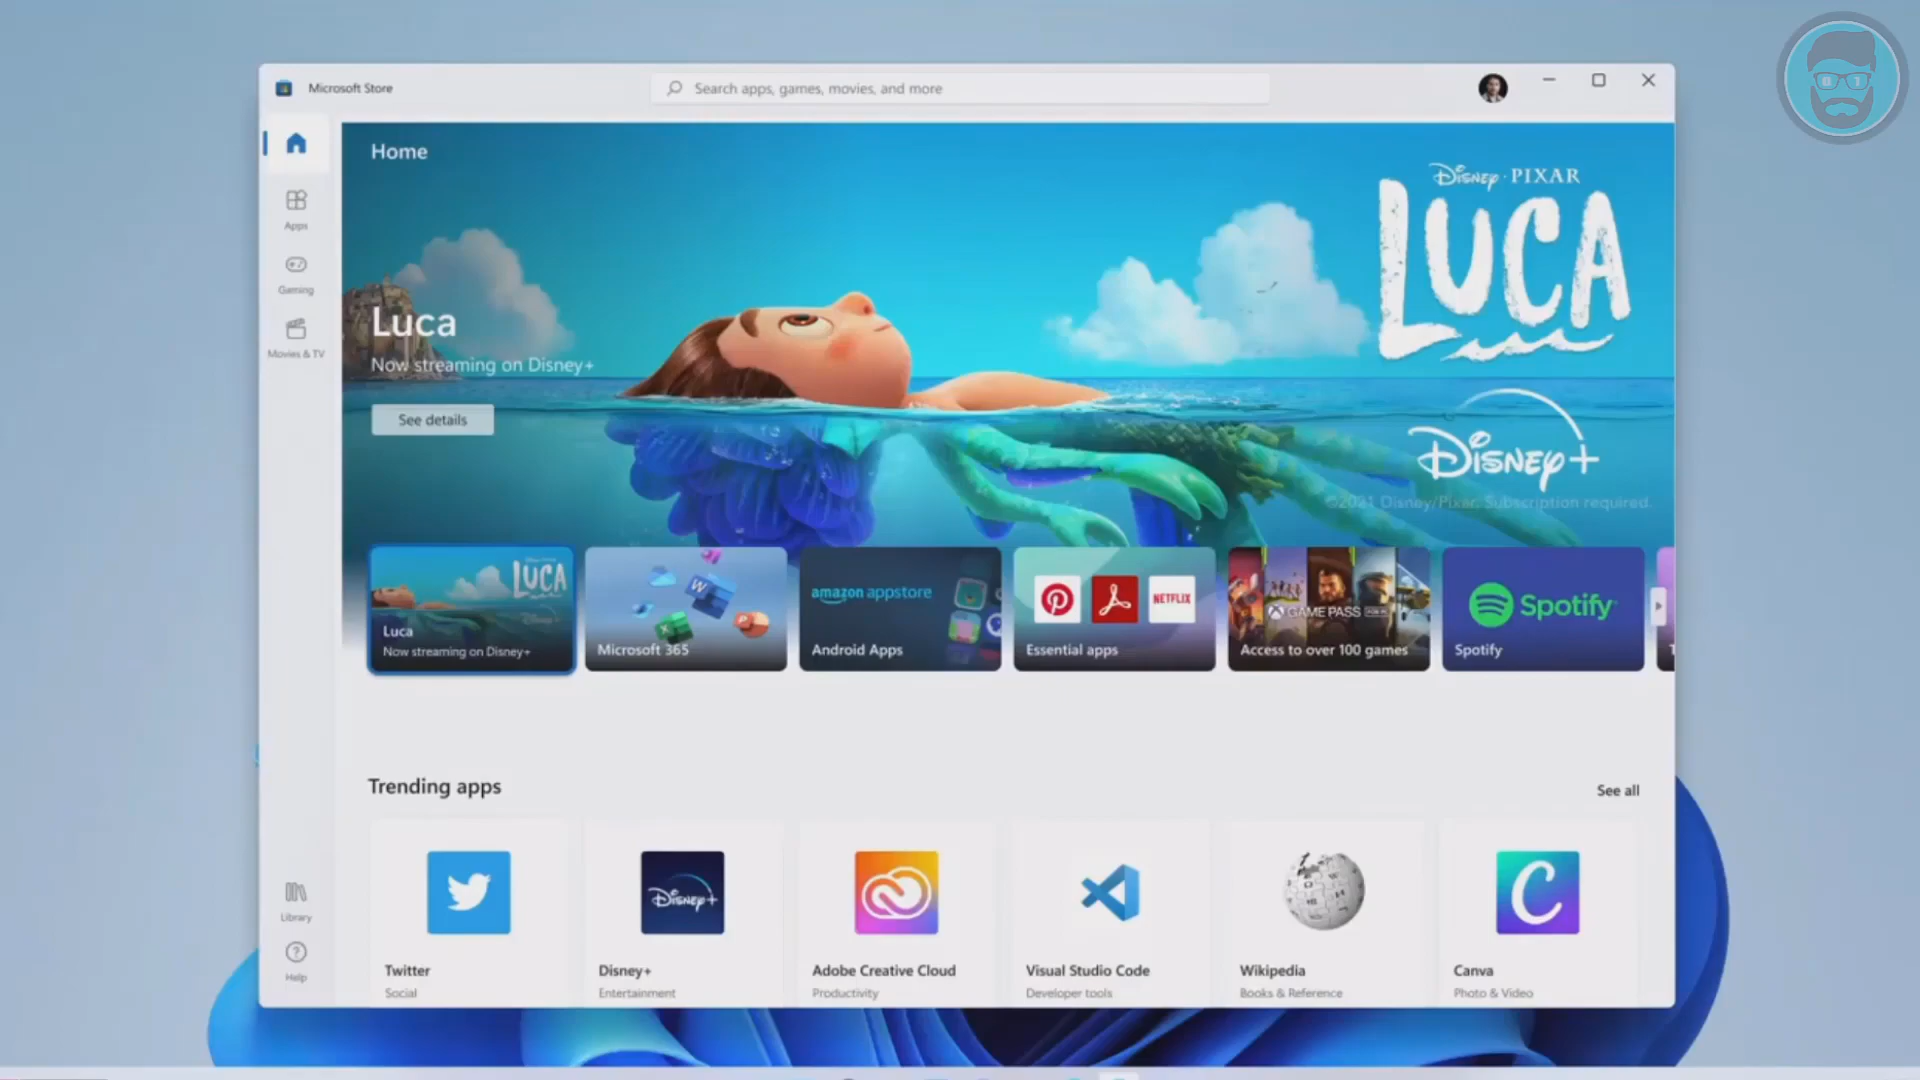 Microsoft Store
Search apps, games, movies, and more
0 1
Home
Apps
Gaming
Movies & TV
Library
Help
Luca
Now streaming on Disney+
See details
Disney · PIXAR
LUCA
Disney+
©2021 Disney/Pixar. Subscription required.
LUCA
Luca
Now streaming on Disney+
W
X
P
Microsoft 365
amazon appstore
Android Apps
NETFLIX
Essential apps
GAME PASS
Access to over 100 games
Spotify
Spotify
Trending apps
See all
Disney+
Twitter
Social
Disney+
Entertainment
Adobe Creative Cloud
Productivity
Visual Studio Code
Developer tools
Wikipedia
Books & Reference
C
Canva
Photo & Video